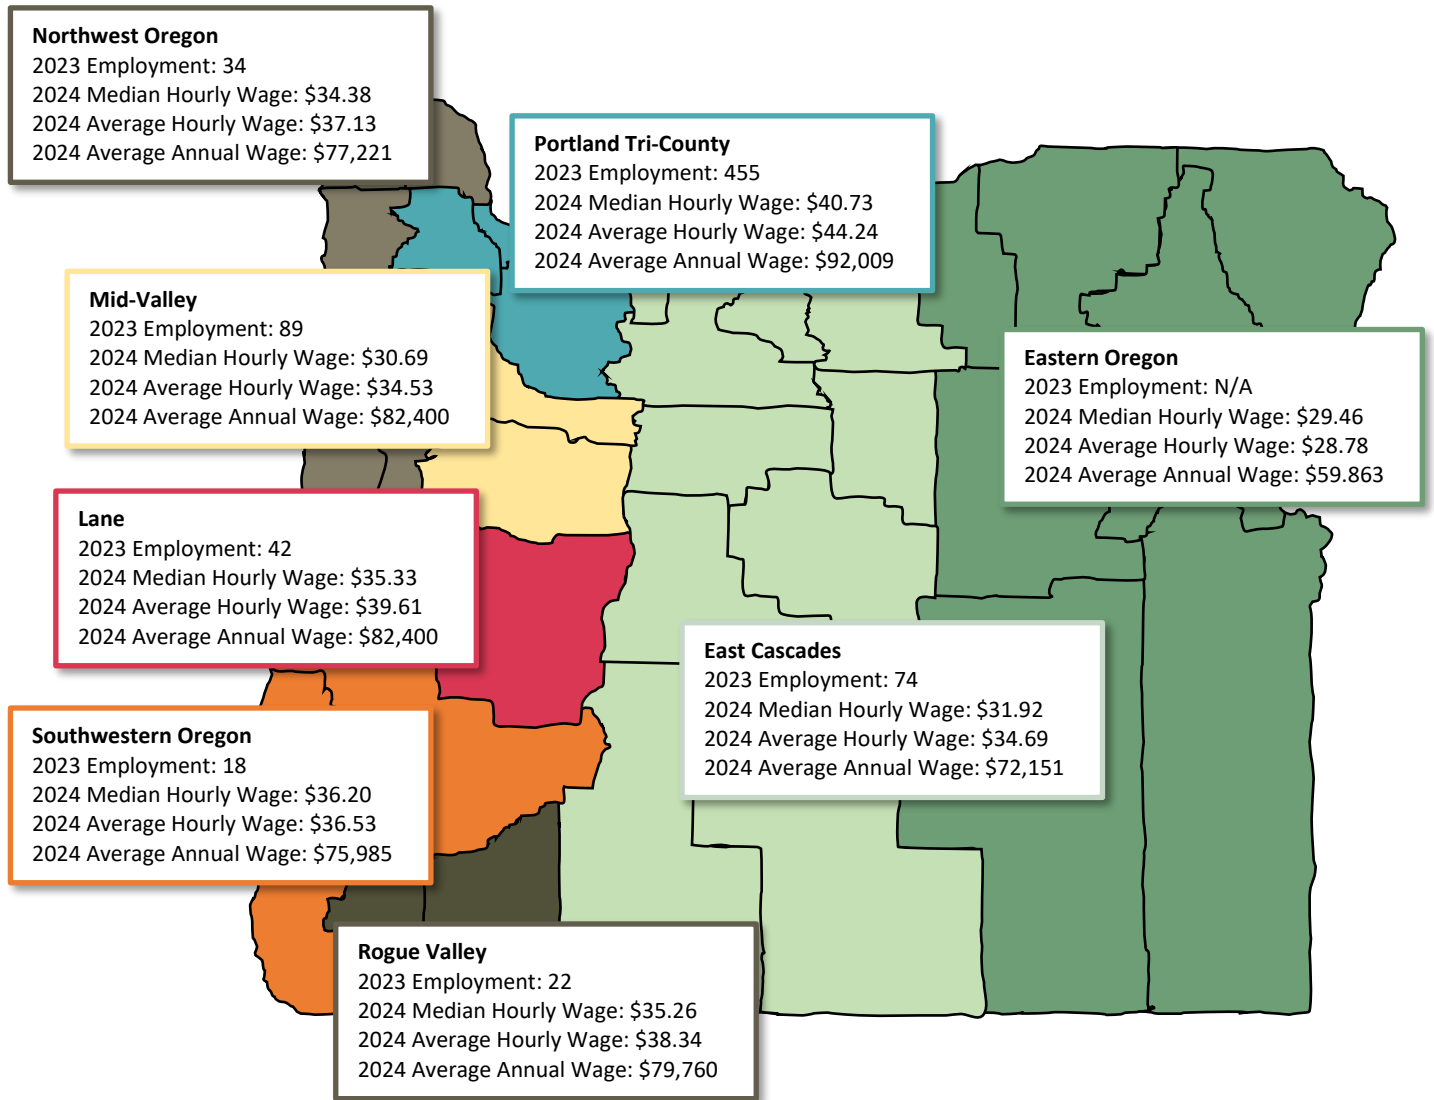 Northwest Oregon
2023 Employment: 34
2024 Median Hourly Wage: $34.38
2024 Average Hourly Wage: $37.13
2024 Average Annual Wage: $77,221
Portland Tri-County
2023 Employment: 455
2024 Median Hourly Wage: $40.73
2024 Average Hourly Wage: $44.24
2024 Average Annual Wage: $92,009
Mid-Valley
2023 Employment: 89
2024 Median Hourly Wage: $30.69
2024 Average Hourly Wage: $34.53
2024 Average Annual Wage: $82,400
Eastern Oregon
2023 Employment: N/A
2024 Median Hourly Wage: $29.46
2024 Average Hourly Wage: $28.78
2024 Average Annual Wage: $59.863
Lane
2023 Employment: 42
2024 Median Hourly Wage: $35.33
2024 Average Hourly Wage: $39.61
2024 Average Annual Wage: $82,400
East Cascades
2023 Employment: 74
2024 Median Hourly Wage: $31.92
2024 Average Hourly Wage: $34.69
2024 Average Annual Wage: $72,151
Southwestern Oregon
2023 Employment: 18
2024 Median Hourly Wage: $36.20
2024 Average Hourly Wage: $36.53
2024 Average Annual Wage: $75,985
Rogue Valley
2023 Employment: 22
2024 Median Hourly Wage: $35.26
2024 Average Hourly Wage: $38.34
2024 Average Annual Wage: $79,760